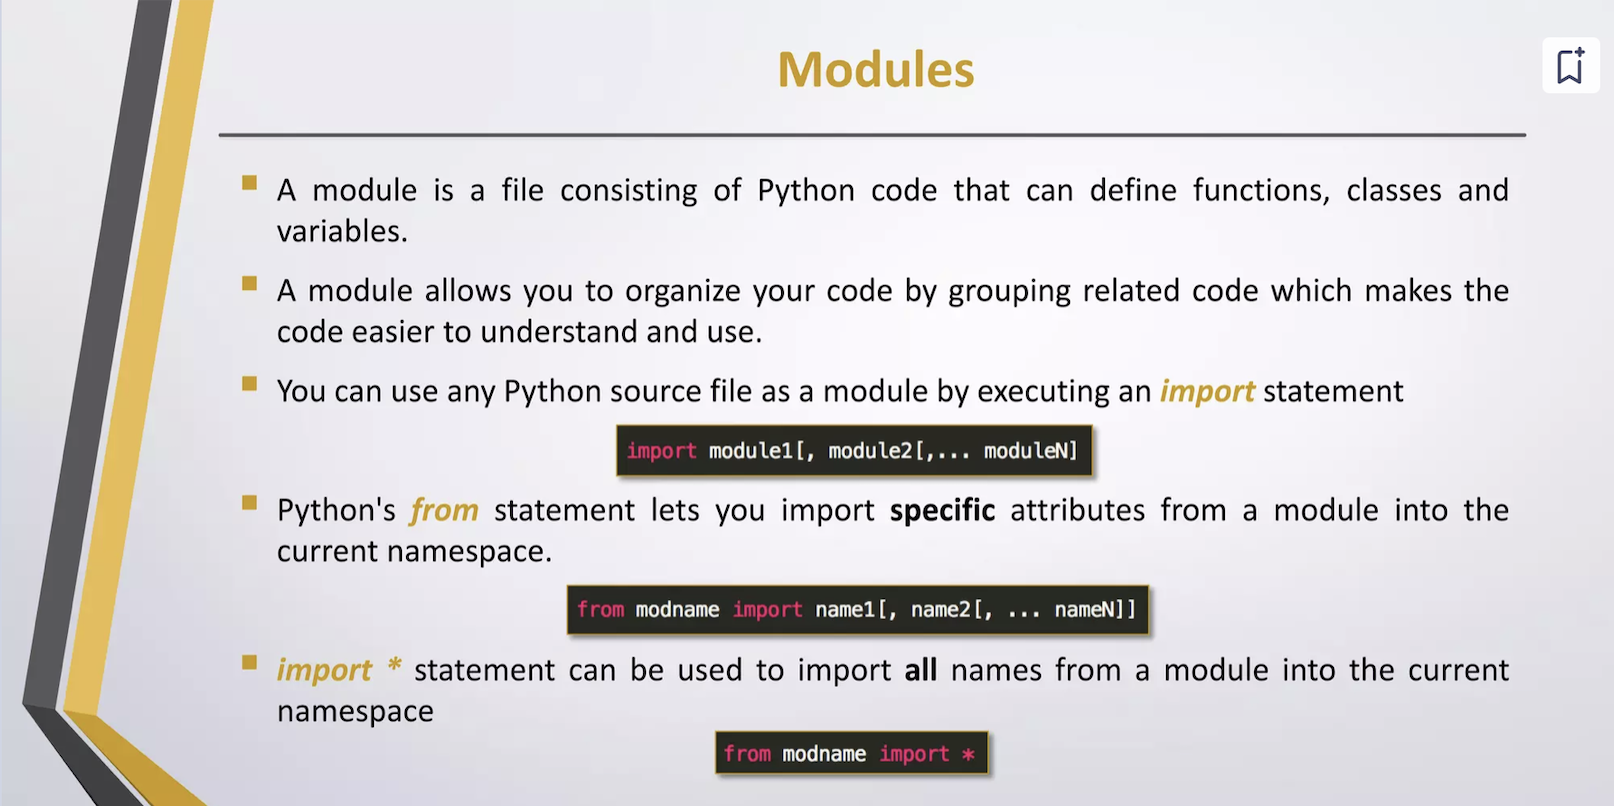 Modules
A module is a file consisting of Python code that can define functions, classes and
variables.
A module allows you to organize your code by grouping related code which makes the
code easier to understand and use.
You can use any Python source file as a module by executing an import statement
import module1[, module2[,... moduleN]
Python's from statement lets you import specific attributes from a module into the
current namespace.
from modname import name1[, name2[, ... nameN]]
import * statement can be used to import all names from a module into the current
namespace
from modname import *